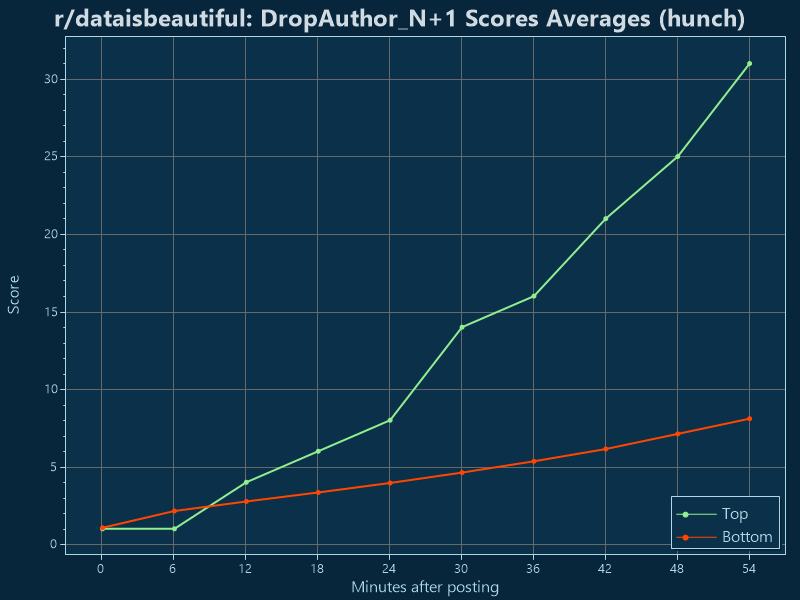 r/dataisbeautiful: DropAuthor_N+1 Scores Averages (hunch)
30
25
20
15
10
5
0
Score
0 6 12 18 24 30 36 42 48 54
Minutes after posting
Top
Bottom